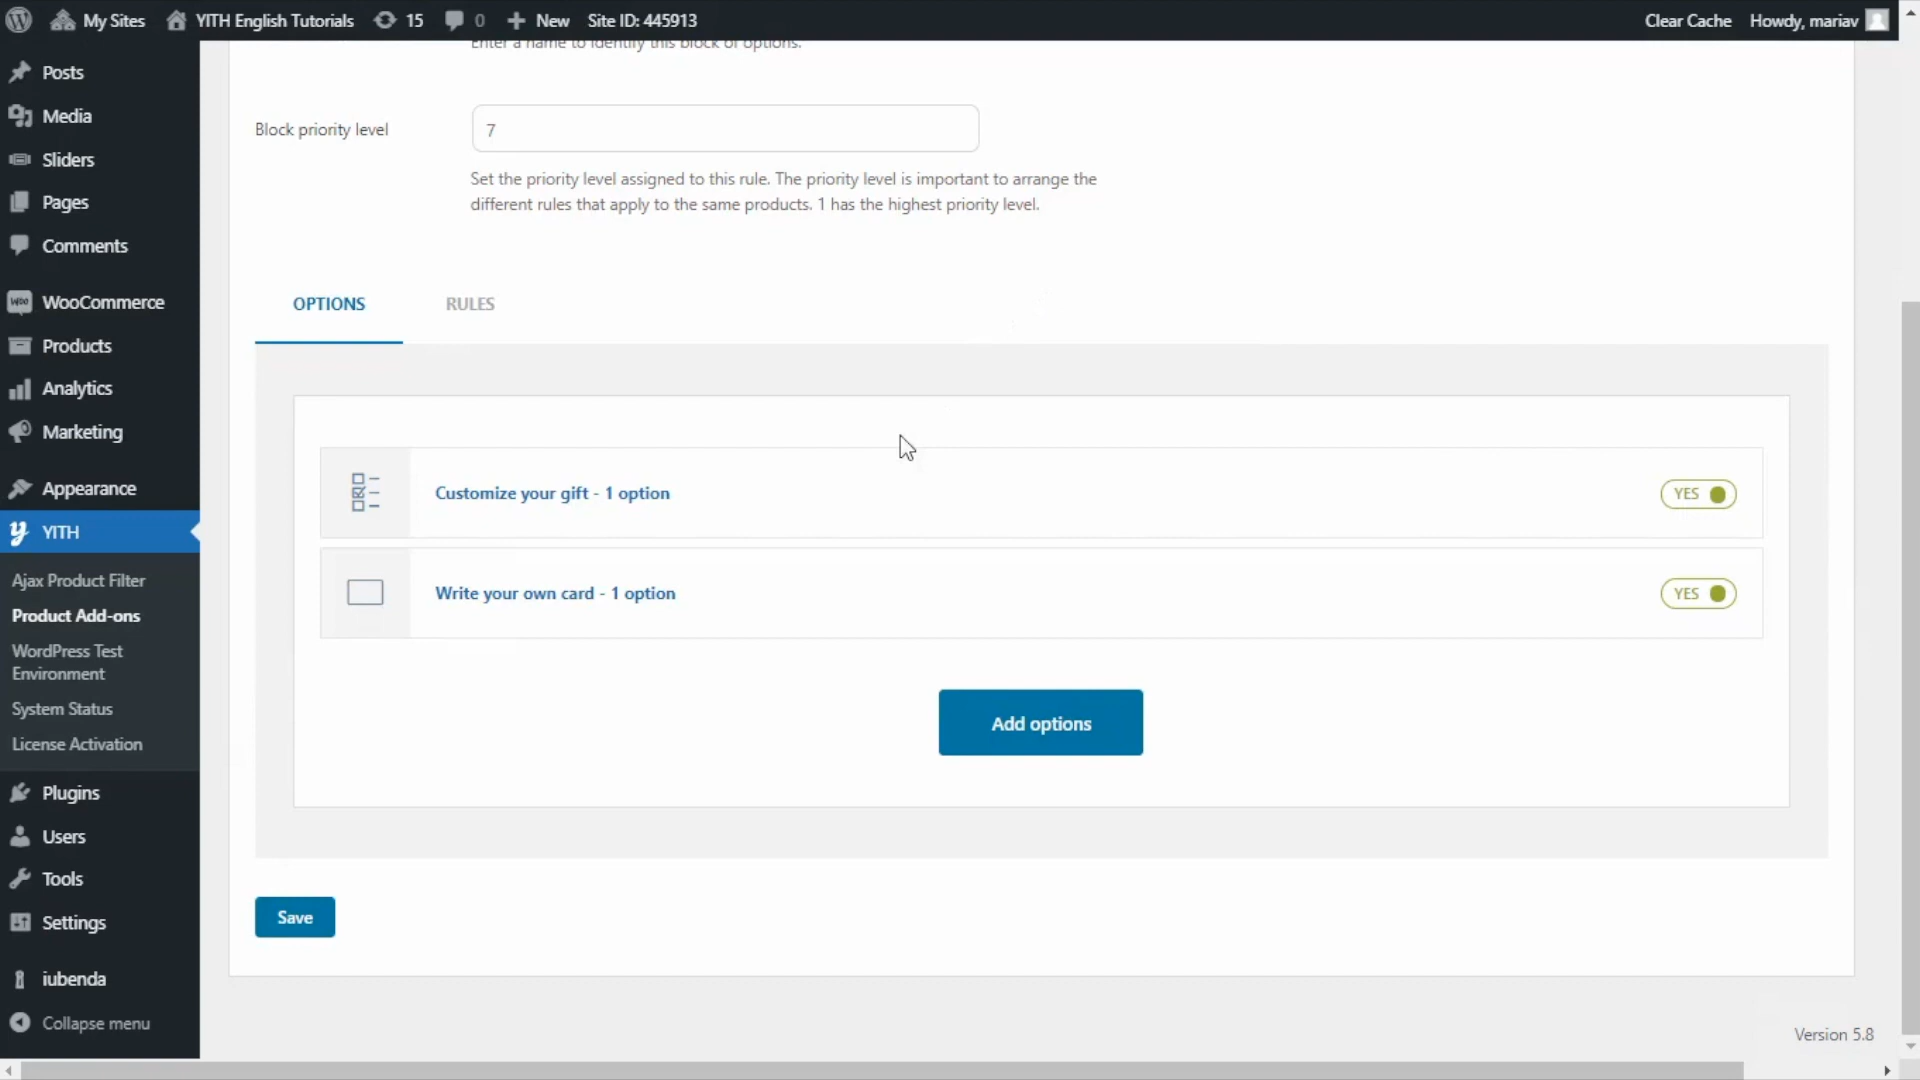 My Sites
YITH English Tutorials
15
0
New
Site ID: 445913
Clear Cache
Howdy, mariav
Posts
Media
Sliders
Pages
Comments
WooCommerce
Products
Analytics
Marketing
Appearance
YITH
Ajax Product Filter
Product Add-ons
WordPress Test
Environment
System Status
License Activation
Plugins
Users
Tools
Settings
iubenda
Collapse menu
Enter a name to identify this block of options.
Block priority level
7
Set the priority level assigned to this rule. The priority level is important to arrange the
different rules that apply to the same products. 1 has the highest priority level.
OPTIONS
RULES
Customize your gift - 1 option
YES
Write your own card - 1 option
YES
Add options
Save
Version 5.8